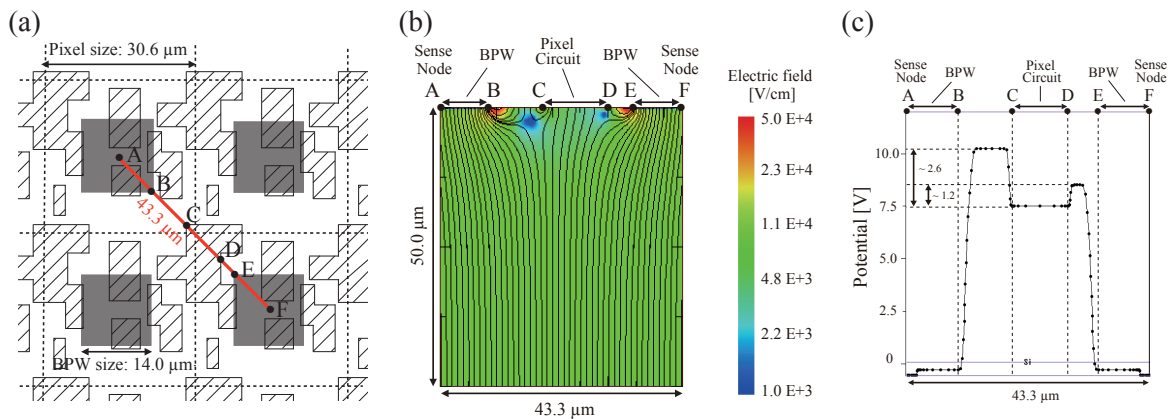 (a)
Pixel size: 30.6 µm
A
B
43.3 µm
C
D
E
F
BPW size: 14.0 µm
(b)
Sense
Node
BPW
Pixel
Circuit
BPW
Sense
Node
A
B
C
D
E
F
50.0 µm
43.3 µm
Electric field
[V/cm]
5.0 E+4
2.3 E+4
1.1 E+4
4.8 E+3
2.2 E+3
1.0 E+3
(c)
Sense
Node
BPW
Pixel
Circuit
BPW
Sense
Node
A
B
C
D
E
F
Potential [V]
10.0
7.5
5.0
2.5
0
~ 2.6
~ 1.2
Si
43.3 µm